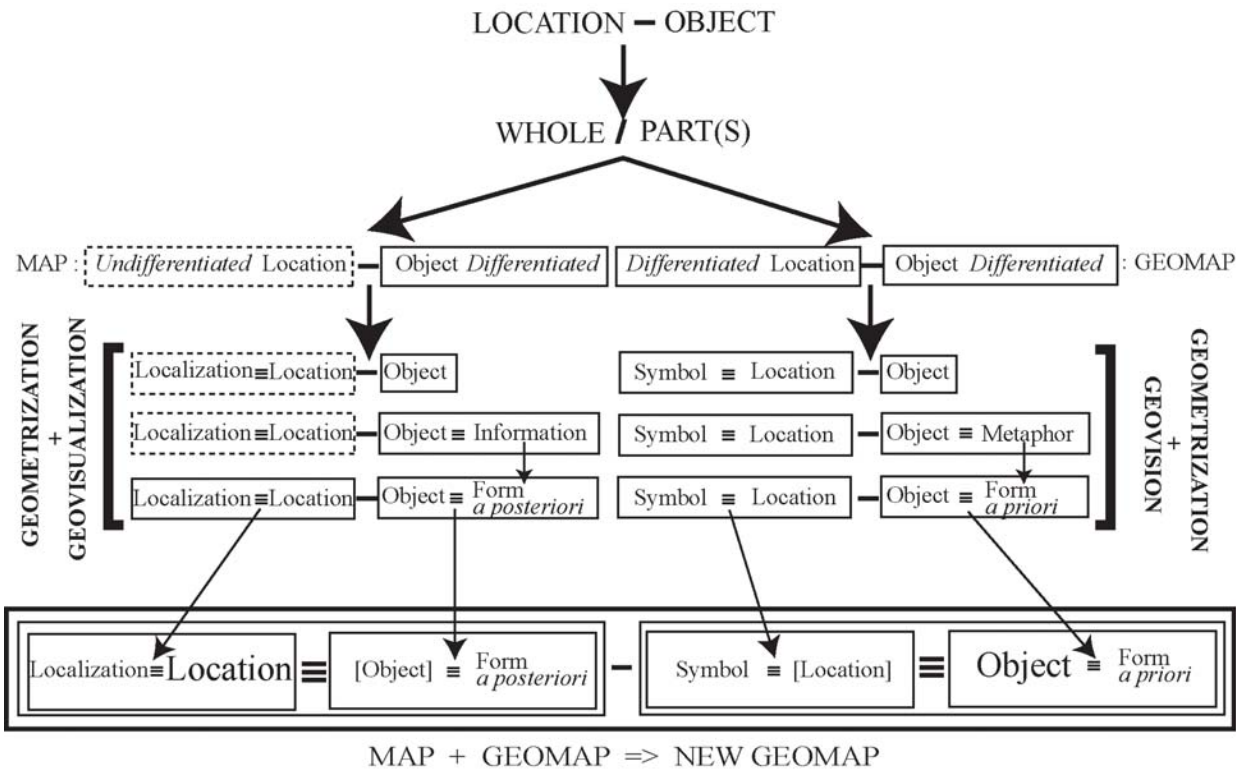 LOCATION – OBJECT
WHOLE / PART(S)
MAP : Undifferentiated Location – Object Differentiated Differentiated Location – Object Differentiated : GEOMAP
GEOMETRIZATION
+
GEOVISUALIZATION
Localization≡Location – Object Symbol ≡ Location – Object
Localization≡Location – Object ≡ Information Symbol ≡ Location – Object ≡ Metaphor
Localization≡Location – Object ≡ Form a posteriori Symbol ≡ Location – Object ≡ Form a priori
GEOMETRIZATION
+
GEOVISION
Localization≡Location ≡ [Object] ≡ Form a posteriori – Symbol ≡ [Location] ≡ Object ≡ Form a priori
MAP + GEOMAP => NEW GEOMAP